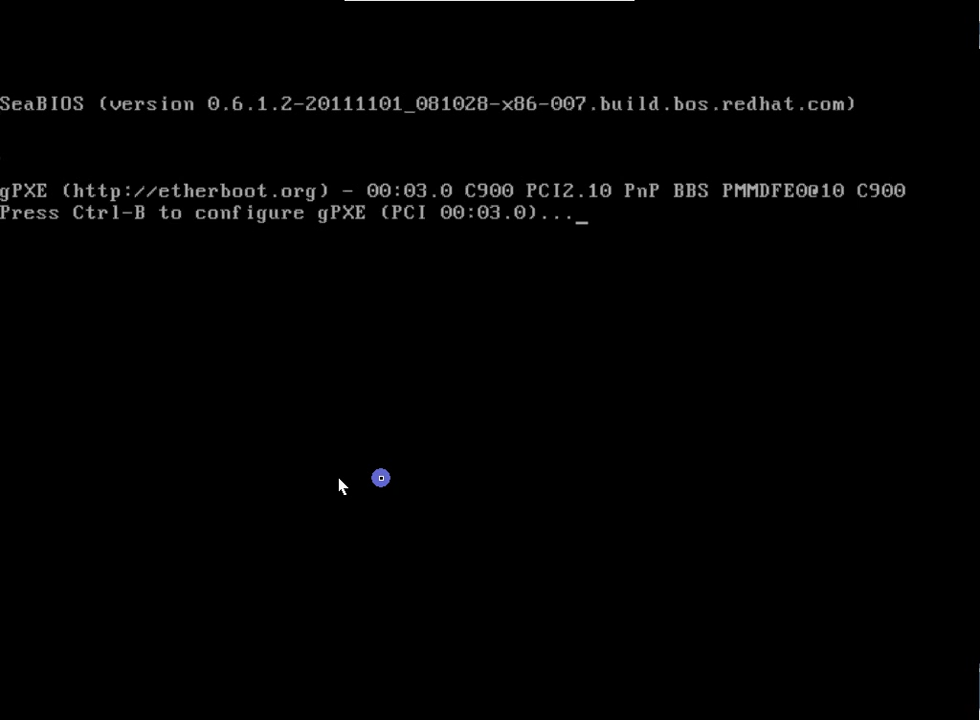 SeaBIOS (version 0.6.1.2-20111101_081028-x86-007.build.bos.redhat.com)
gPXE (http://etherboot.org) - 00:03.0 C900 PCI2.10 PnP BBS PMMDFE0@10 C900
Press Ctrl-B to configure gPXE (PCI 00:03.0)..._